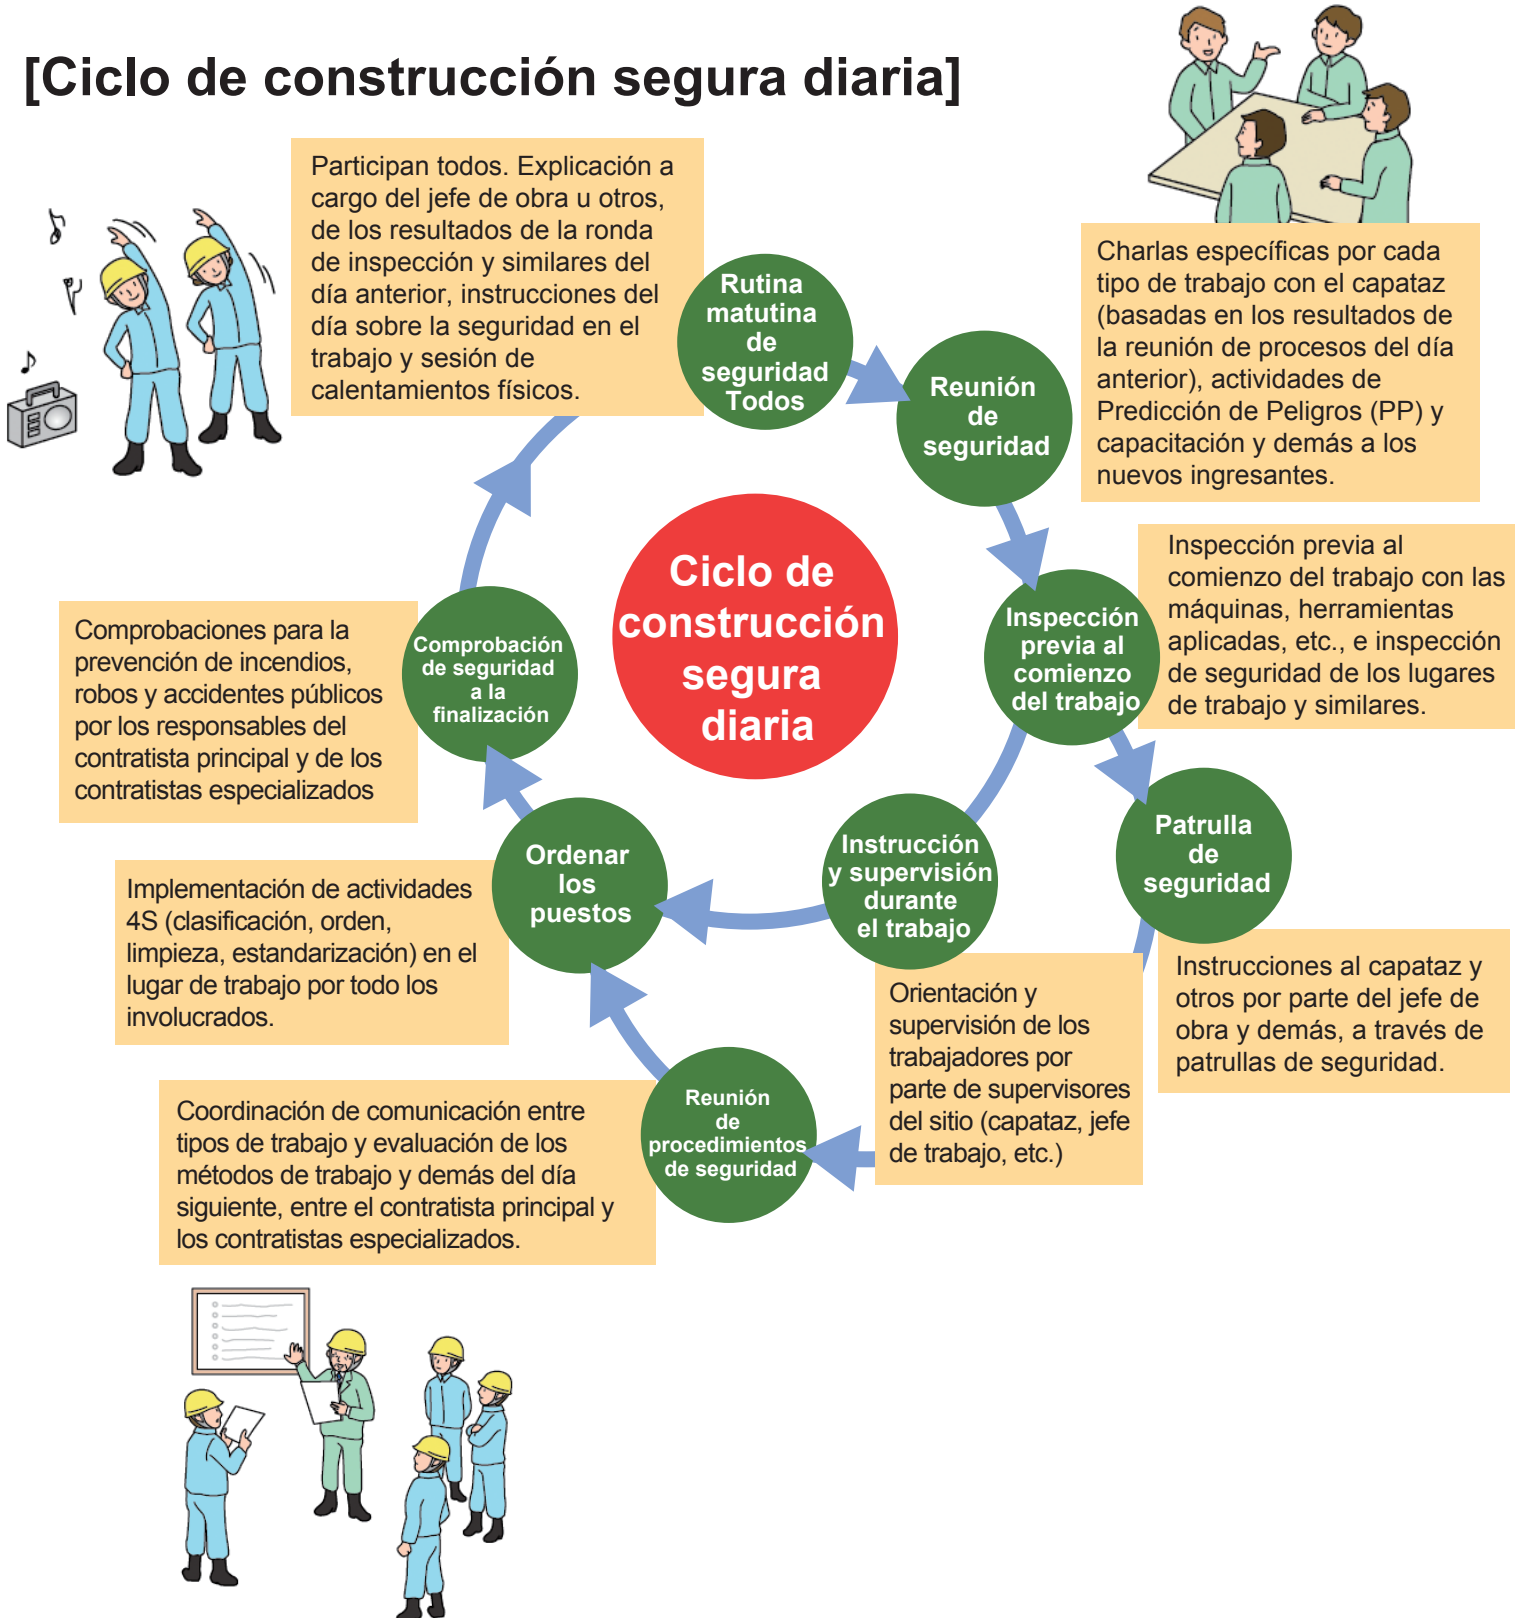 [Ciclo de construcción segura diaria]
Participan todos. Explicación a
cargo del jefe de obra u otros,
de los resultados de la ronda
de inspección y similares del
día anterior, instrucciones del
día sobre la seguridad en el
trabajo y sesión de
calentamientos físicos.
Rutina
matutina
de
seguridad
Todos
Reunión
de
seguridad
Charlas específicas por cada
tipo de trabajo con el capataz
(basadas en los resultados de
la reunión de procesos del día
anterior), actividades de
Predicción de Peligros (PP) y
capacitación y demás a los
nuevos ingresantes.
Ciclo de
construcción
segura
diaria
Inspección
previa al
comienzo
del trabajo
Inspección previa al
comienzo del trabajo con las
máquinas, herramientas
aplicadas, etc., e inspección
de seguridad de los lugares
de trabajo y similares.
Patrulla
de
seguridad
Instrucciones al capataz y
otros por parte del jefe de
obra y demás, a través de
patrullas de seguridad.
Instrucción
y supervisión
durante
el trabajo
Orientación y
supervisión de los
trabajadores por
parte de supervisores
del sitio (capataz, jefe
de trabajo, etc.)
Reunión
de
procedimientos
de seguridad
Coordinación de comunicación entre
tipos de trabajo y evaluación de los
métodos de trabajo y demás del día
siguiente, entre el contratista principal y
los contratistas especializados.
Ordenar
los
puestos
Implementación de actividades
4S (clasificación, orden,
limpieza, estandarización) en el
lugar de trabajo por todo los
involucrados.
Comprobación
de seguridad
a la
finalización
Comprobaciones para la
prevención de incendios,
robos y accidentes públicos
por los responsables del
contratista principal y de los
contratistas especializados